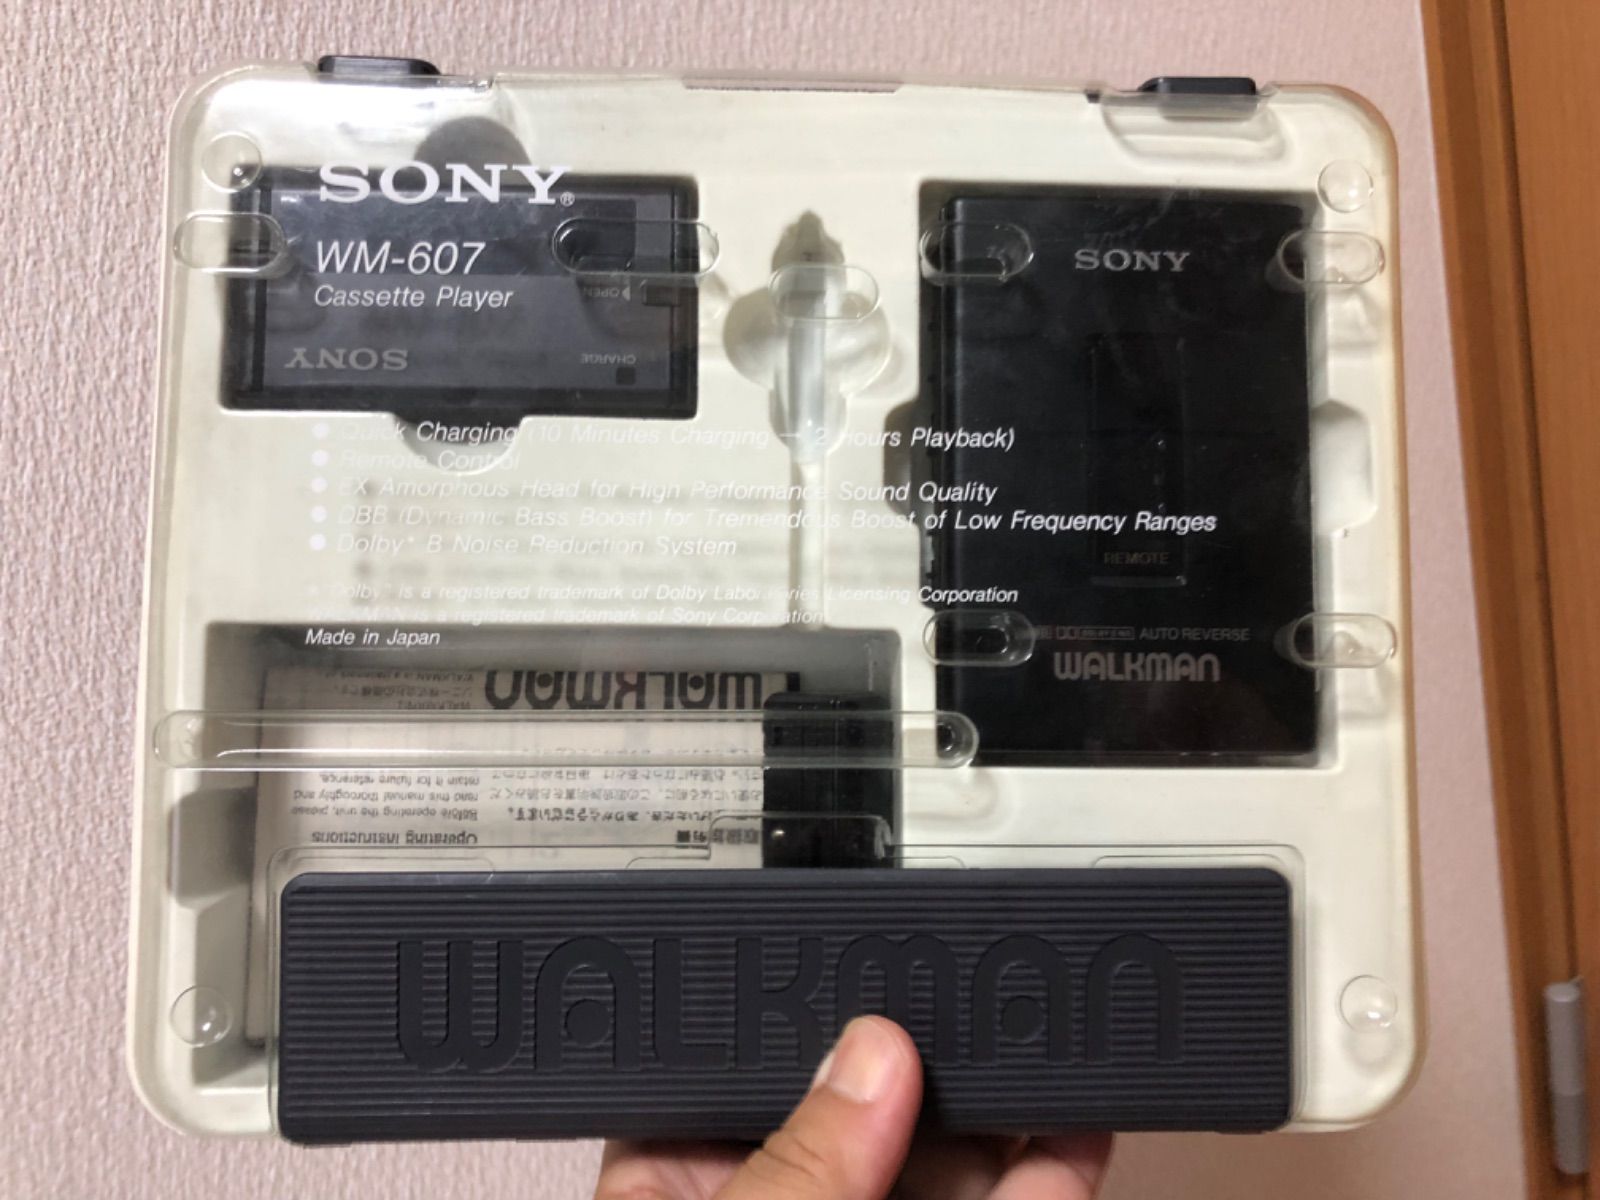 SONY®
WM-607
Cassette Player
OPEN
SONY
CHARGE
SONY
Quick Charging (10 Minutes Charging — 2 Hours Playback)
Remote Control
EX Amorphous Head for High Performance Sound Quality
DBB (Dynamic Bass Boost) for Tremendous Boost of Low Frequency Ranges
Dolby* B Noise Reduction System
* "Dolby" is a registered trademark of Dolby Laboratories Licensing Corporation
WALKMAN is a registered trademark of Sony Corporation
Made in Japan
REMOTE
AUTO REVERSE
WALKMAN
WALKMAN
Operating Instructions
Before operating the unit, please
read this manual thoroughly and
retain it for future reference.
WALKMAN